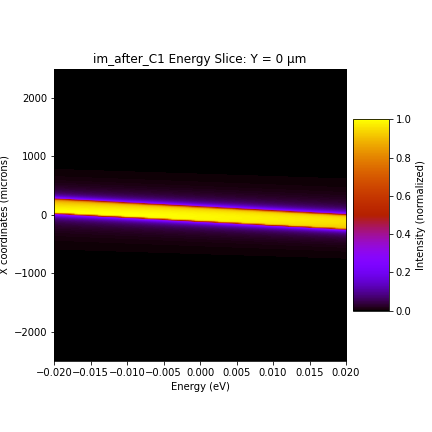 im_after_C1 Energy Slice: Y = 0 μm
2000
1000
0
−1000
−2000
X coordinates (microns)
−0.020 −0.015 −0.010 −0.005 0.000 0.005 0.010 0.015 0.020
Energy (eV)
1.0
0.8
0.6
0.4
0.2
0.0
Intensity (normalized)